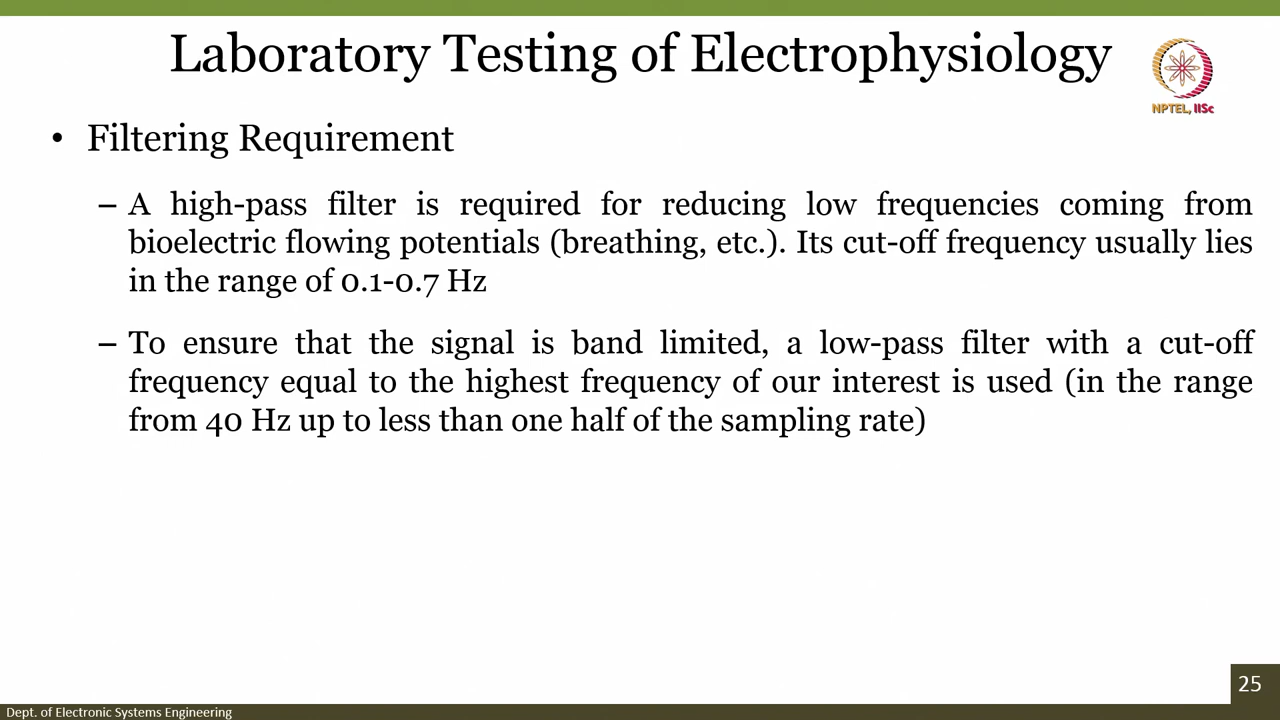 Laboratory Testing of Electrophysiology
NPTEL, IISc
• Filtering Requirement
– A high-pass filter is required for reducing low frequencies coming from
bioelectric flowing potentials (breathing, etc.). Its cut-off frequency usually lies
in the range of 0.1-0.7 Hz
– To ensure that the signal is band limited, a low-pass filter with a cut-off
frequency equal to the highest frequency of our interest is used (in the range
from 40 Hz up to less than one half of the sampling rate)
25
Dept. of Electronic Systems Engineering